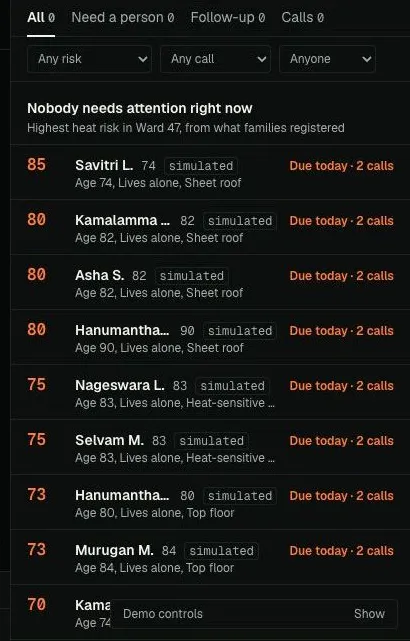 All 0 Need a person 0 Follow-up 0 Calls 0
Any risk Any call Anyone
Nobody needs attention right now
Highest heat risk in Ward 47, from what families registered
85 Savitri L. 74 simulated Due today · 2 calls
Age 74, Lives alone, Sheet roof
80 Kamalamma ... 82 simulated Due today · 2 calls
Age 82, Lives alone, Sheet roof
80 Asha S. 82 simulated Due today · 2 calls
Age 82, Lives alone, Sheet roof
80 Hanumantha... 90 simulated Due today · 2 calls
Age 90, Lives alone, Sheet roof
75 Nageswara L. 83 simulated Due today · 2 calls
Age 83, Lives alone, Heat-sensitive ...
75 Selvam M. 83 simulated Due today · 2 calls
Age 83, Lives alone, Heat-sensitive ...
73 Hanumantha... 80 simulated Due today · 2 calls
Age 80, Lives alone, Top floor
73 Murugan M. 84 simulated Due today · 2 calls
Age 84, Lives alone, Top floor
70 Kama
Age 74
Demo controls Show